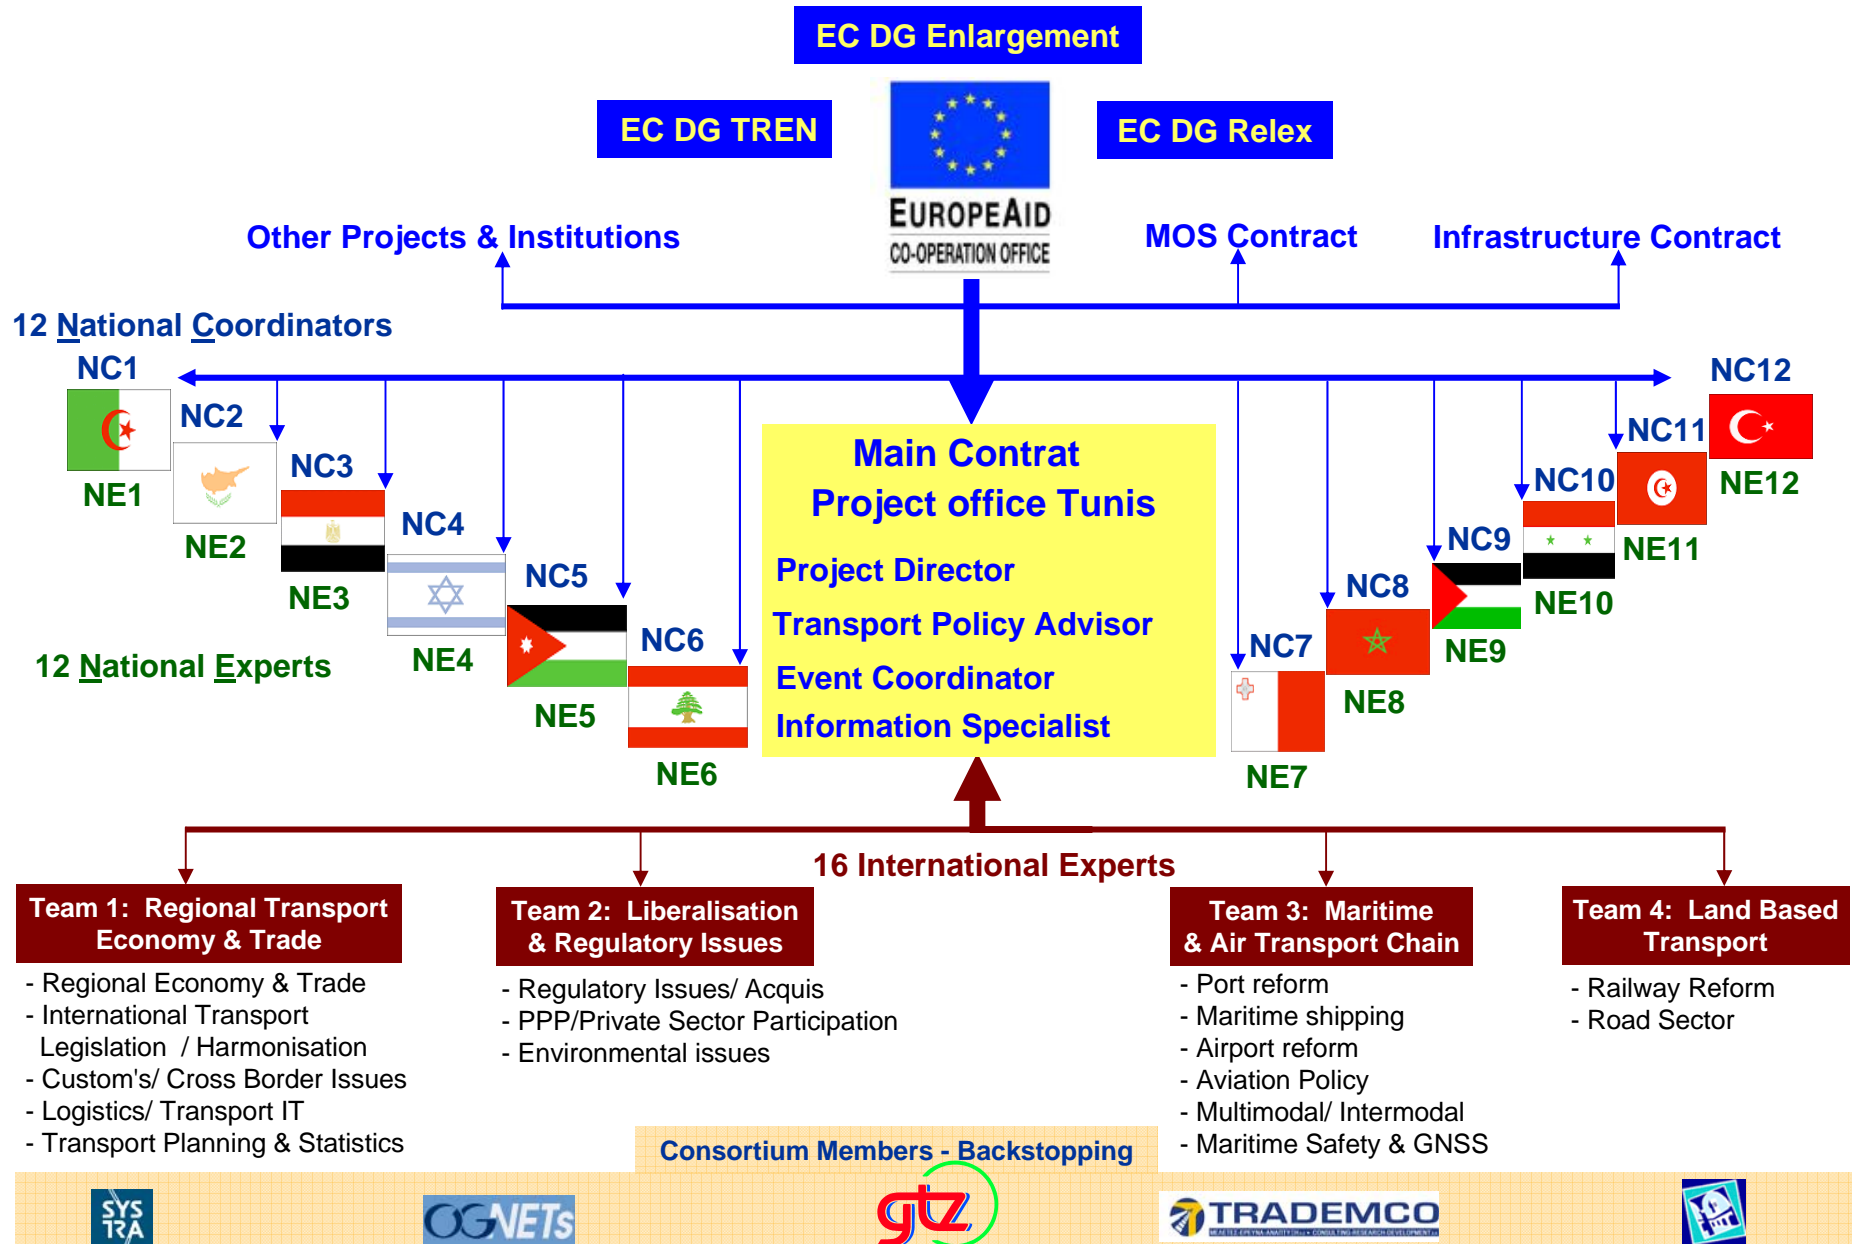 EC DG Enlargement
EC DG TREN
EC DG Relex
EUROPEAID
CO-OPERATION OFFICE
Other Projects & Institutions
MOS Contract
Infrastructure Contract
12 National Coordinators
NC1
NC2
NC3
NC4
NC5
NC6
NC7
NC8
NC9
NC10
NC11
NC12
NE1
NE2
NE3
NE4
NE5
NE6
NE7
NE8
NE9
NE10
NE11
NE12
12 National Experts
Main Contrat
Project office Tunis
Project Director
Transport Policy Advisor
Event Coordinator
Information Specialist
16 International Experts
Team 1: Regional Transport
Economy & Trade
- Regional Economy & Trade
- International Transport
Legislation / Harmonisation
- Custom's/ Cross Border Issues
- Logistics/ Transport IT
- Transport Planning & Statistics
Team 2: Liberalisation
& Regulatory Issues
- Regulatory Issues/ Acquis
- PPP/Private Sector Participation
- Environmental issues
Team 3: Maritime
& Air Transport Chain
- Port reform
- Maritime shipping
- Airport reform
- Aviation Policy
- Multimodal/ Intermodal
- Maritime Safety & GNSS
Team 4: Land Based
Transport
- Railway Reform
- Road Sector
Consortium Members - Backstopping
SYS
TRA
OGNETs
gtz
TRADEMCO